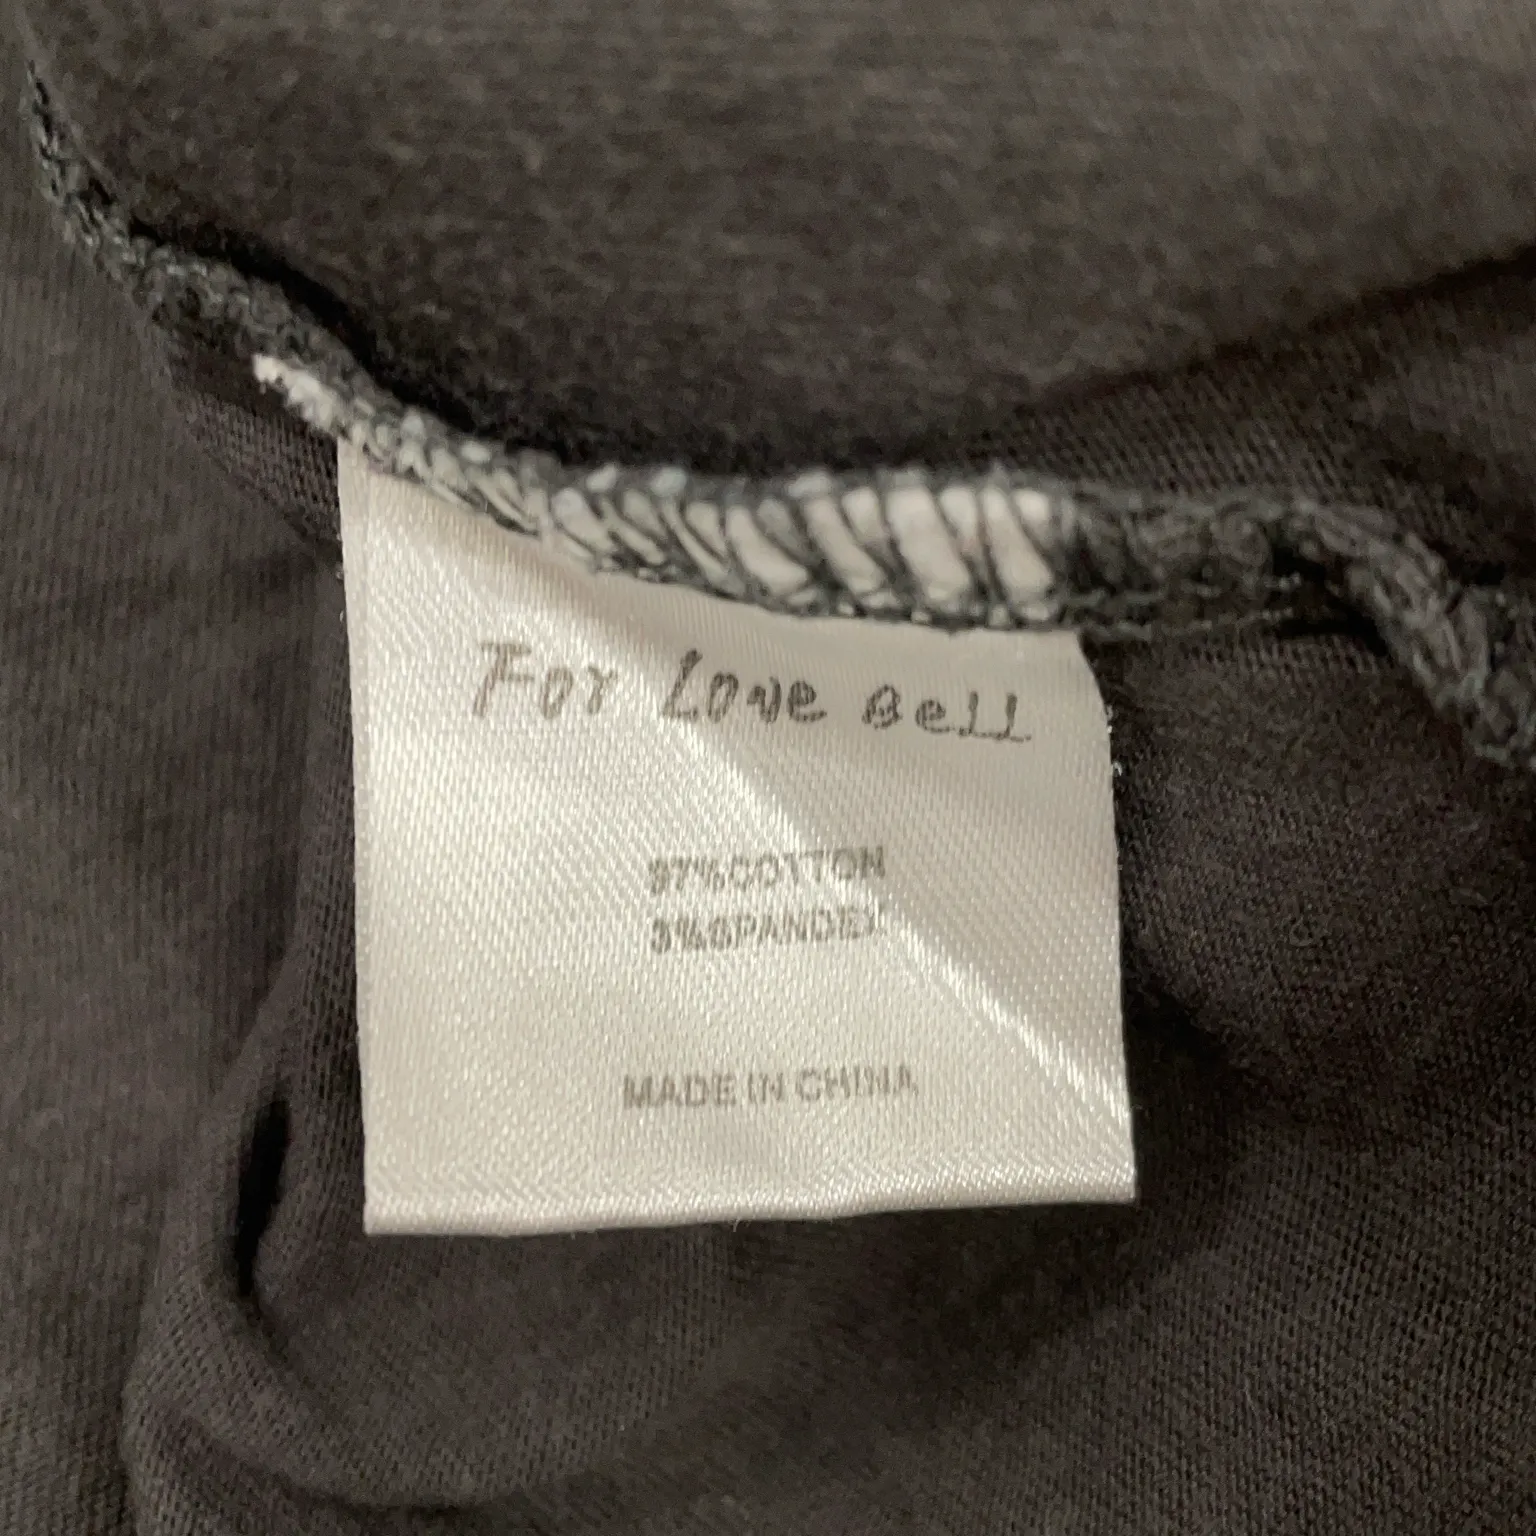 For Love Bell
97%COTTON
3%SPANDEX
MADE IN CHINA